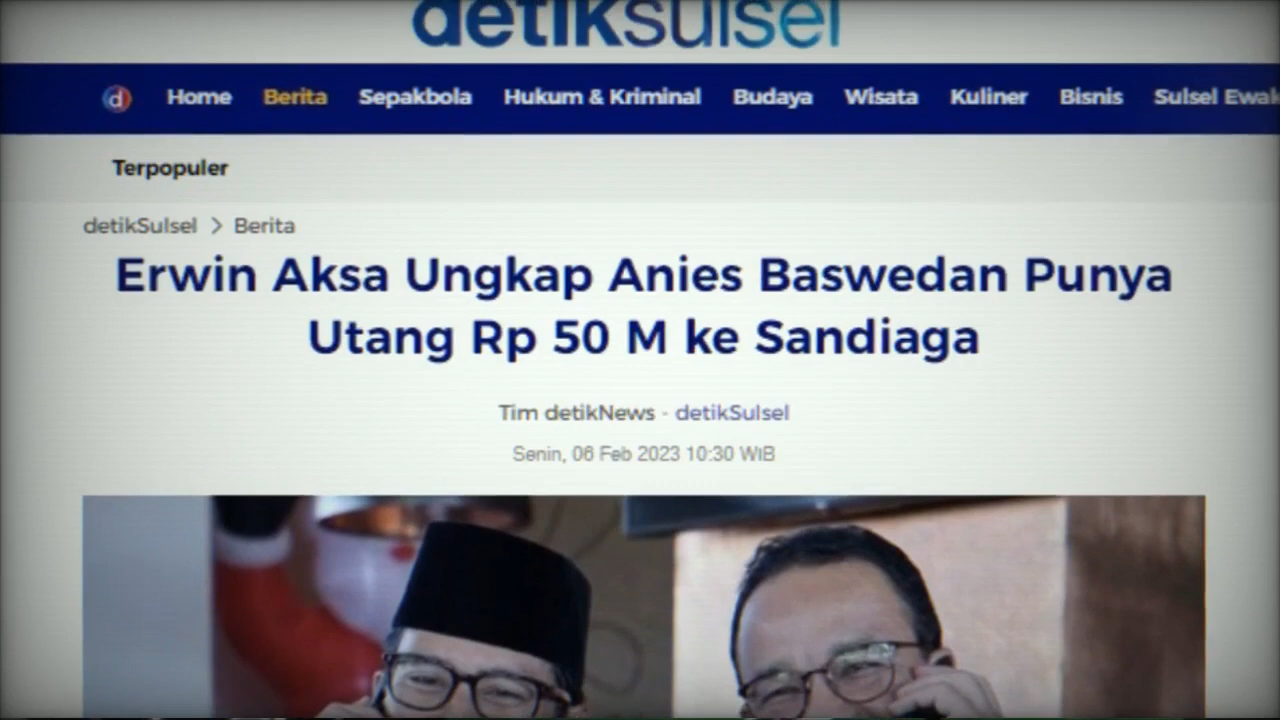 detiksulsel
Home Berita Sepakbola Hukum & Kriminal Budaya Wisata Kuliner Bisnis Sulsel
Terpopuler
detikSulsel > Berita
Erwin Aksa Ungkap Anies Baswedan Punya
Utang Rp 50 M ke Sandiaga
Tim detikNews - detikSulsel
Senin, 06 Feb 2023 10:30 WIB